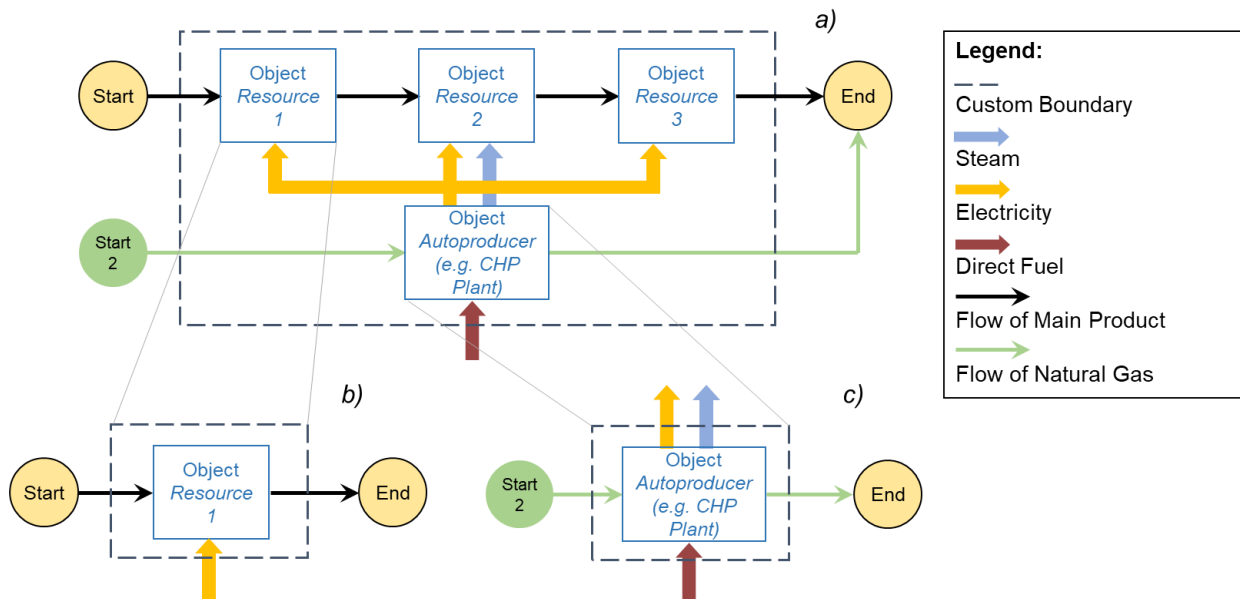 a)
Start
Object
Resource
1
Object
Resource
2
Object
Resource
3
End
Start
2
Object
Autoproducer
(e.g. CHP
Plant)
Legend:
Custom Boundary
Steam
Electricity
Direct Fuel
Flow of Main Product
Flow of Natural Gas
b)
Start
Object
Resource
1
End
c)
Start
2
Object
Autoproducer
(e.g. CHP
Plant)
End